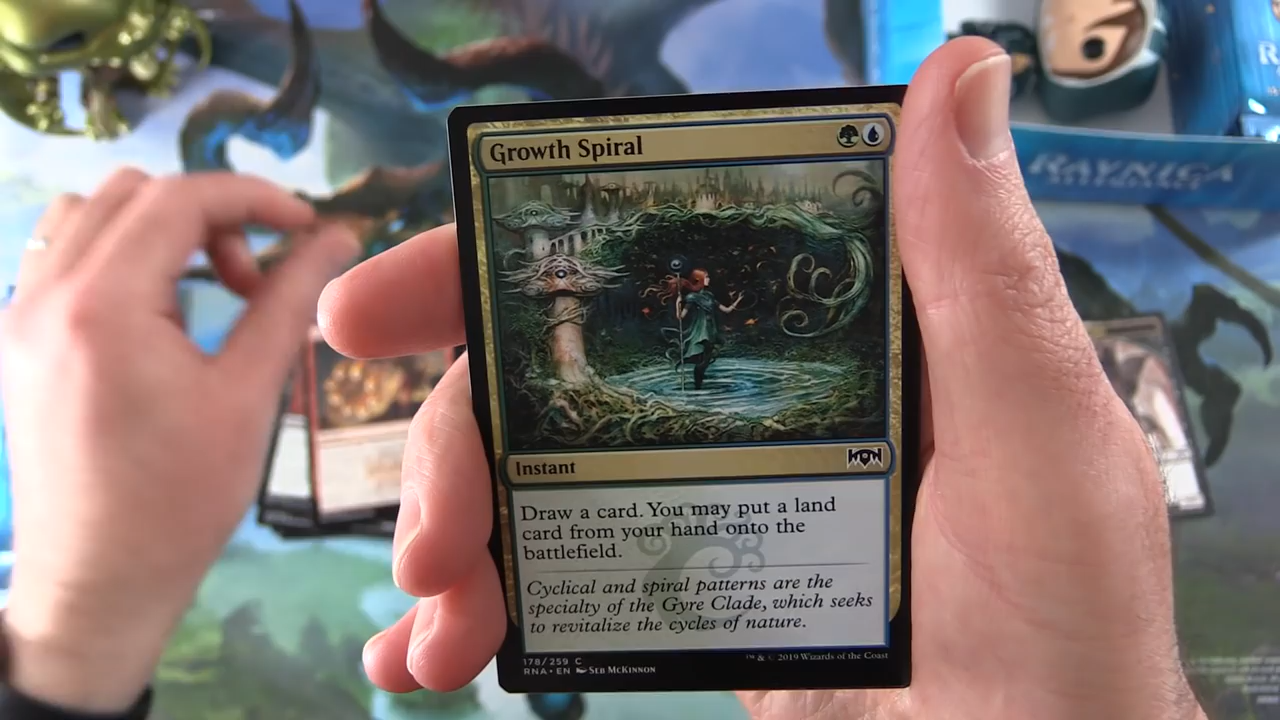 Growth Spiral
RAVNICA
ALLEGIANCE
Instant
Draw a card. You may put a land
card from your hand onto the
battlefield.
Cyclical and spiral patterns are the
specialty of the Gyre Clade, which seeks
to revitalize the cycles of nature.
178/259 C
RNA • EN SEB MCKINNON
™ & © 2019 Wizards of the Coast